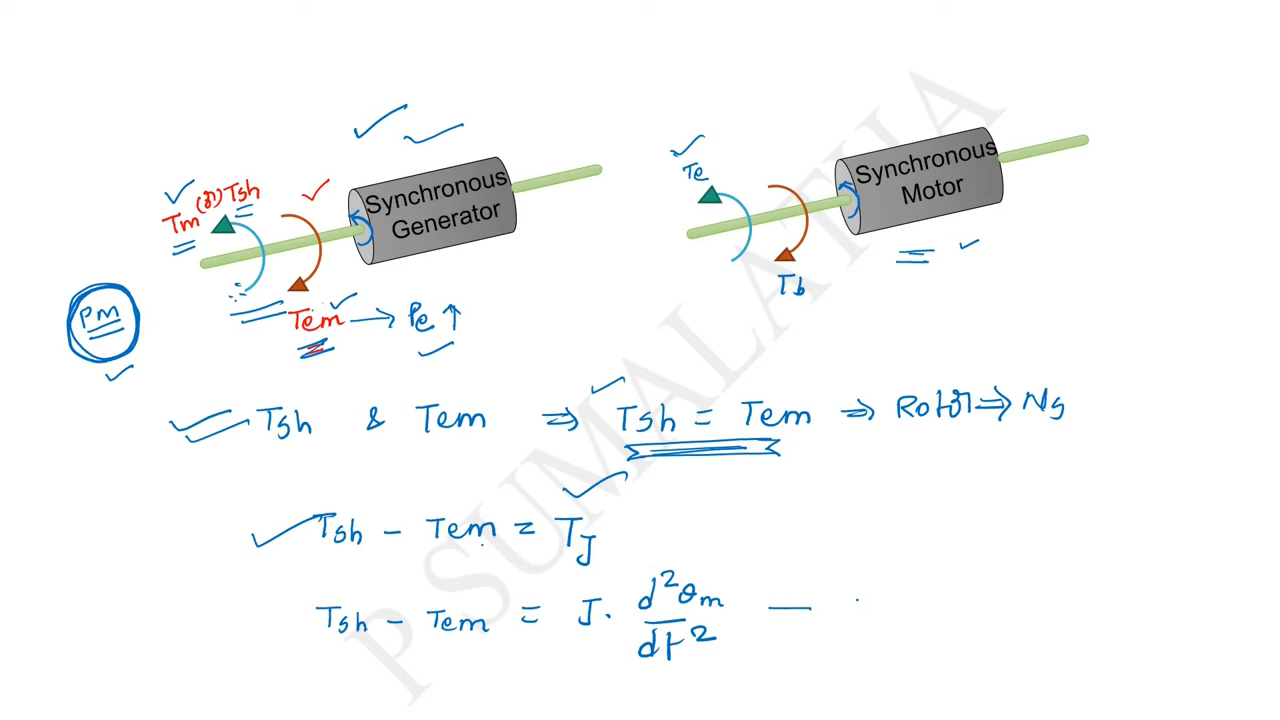 Synchronous
Generator
Tm (or) Tsh
Tem → Pe ↑
Pm
Synchronous
Motor
Te
Tb
Tsh & Tem ⇒ Tsh = Tem ⇒ Rotor ⇒ Ns
Tsh - Tem = TJ
Tsh - Tem = J. d²θm/dt² —
P SUMALATHA